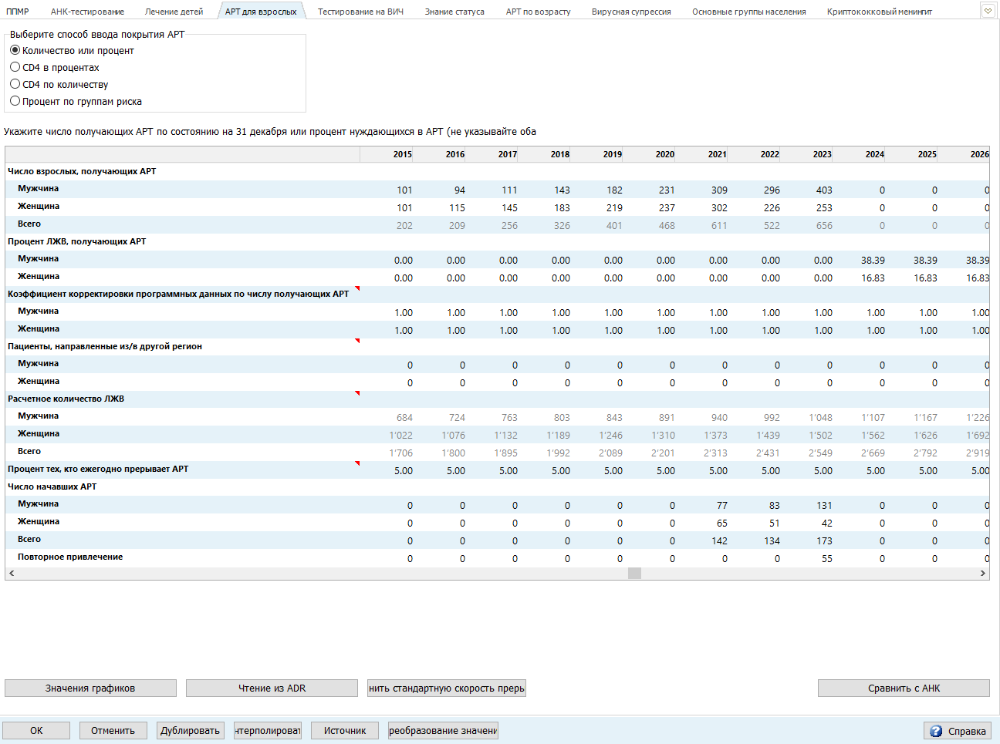 ППМР АНК-тестирование Лечение детей АРТ для взрослых Тестирование на ВИЧ Знание статуса АРТ по возрасту Вирусная супрессия Основные группы населения Криптококковый менингит
Выберите способ ввода покрытия АРТ
Количество или процент
CD4 в процентах
CD4 по количеству
Процент по группам риска
Укажите число получающих АРТ по состоянию на 31 декабря или процент нуждающихся в АРТ (не указывайте оба
2015 2016 2017 2018 2019 2020 2021 2022 2023 2024 2025 2026
Число взрослых, получающих АРТ
Мужчина 101 94 111 143 182 231 309 296 403 0 0 0
Женщина 101 115 145 183 219 237 302 226 253 0 0 0
Всего 202 209 256 326 401 468 611 522 656 0 0 0
Процент ЛЖВ, получающих АРТ
Мужчина 0.00 0.00 0.00 0.00 0.00 0.00 0.00 0.00 0.00 38.39 38.39 38.39
Женщина 0.00 0.00 0.00 0.00 0.00 0.00 0.00 0.00 0.00 16.83 16.83 16.83
Коэффициент корректировки программных данных по числу получающих АРТ
Мужчина 1.00 1.00 1.00 1.00 1.00 1.00 1.00 1.00 1.00 1.00 1.00 1.00
Женщина 1.00 1.00 1.00 1.00 1.00 1.00 1.00 1.00 1.00 1.00 1.00 1.00
Пациенты, направленные из/в другой регион
Мужчина 0 0 0 0 0 0 0 0 0 0 0 0
Женщина 0 0 0 0 0 0 0 0 0 0 0 0
Расчетное количество ЛЖВ
Мужчина 684 724 763 803 843 891 940 992 1'048 1'107 1'167 1'226
Женщина 1'022 1'076 1'132 1'189 1'246 1'310 1'373 1'439 1'502 1'562 1'626 1'692
Всего 1'706 1'800 1'895 1'992 2'089 2'201 2'313 2'431 2'549 2'669 2'792 2'919
Процент тех, кто ежегодно прерывает АРТ 5.00 5.00 5.00 5.00 5.00 5.00 5.00 5.00 5.00 5.00 5.00 5.00
Число начавших АРТ
Мужчина 0 0 0 0 0 0 77 83 131 0 0 0
Женщина 0 0 0 0 0 0 65 51 42 0 0 0
Всего 0 0 0 0 0 0 142 134 173 0 0 0
Повторное привлечение 0 0 0 0 0 0 0 0 55 0 0 0
Значения графиков Чтение из ADR нить стандартную скорость преры Сравнить с АНК
ОК Отменить Дублировать нтерполироват Источник реобразование значени Справка